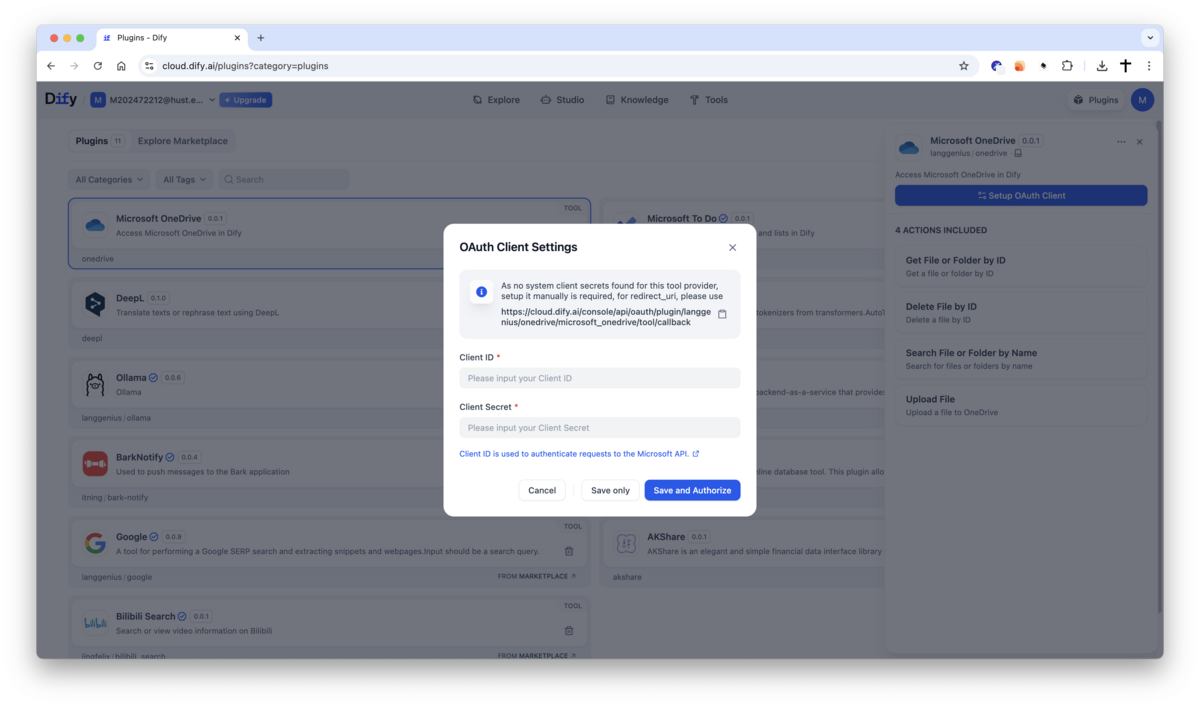 Plugins - Dify
cloud.dify.ai/plugins?category=plugins
Dify
M M202472212@hust.e... + Upgrade
Explore Studio Knowledge Tools
Plugins M
Plugins 11 Explore Marketplace
All Categories All Tags Search
TOOL
Microsoft OneDrive 0.0.1
Access Microsoft OneDrive in Dify
onedrive
Microsoft To Do 0.0.1
and lists in Dify
DeepL 0.1.0
Translate texts or rephrase text using DeepL
deepl
tokenizers from transformers.AutoT
Ollama 0.0.6
Ollama
langgenius / ollama
backend-as-a-service that provides
BarkNotify 0.0.4
Used to push messages to the Bark application
itning / bark-notify
line database tool. This plugin allo
TOOL
Google 0.0.9
A tool for performing a Google SERP search and extracting snippets and webpages.Input should be a search query.
langgenius / google
FROM MARKETPLACE
AKShare 0.0.1
AKShare is an elegant and simple financial data interface library
akshare
TOOL
Bilibili Search 0.0.1
Search or view video information on Bilibili
lingfelix / bilibili_search
FROM MARKETPLACE
OAuth Client Settings
As no system client secrets found for this tool provider,
setup it manually is required, for redirect_uri, please use
https://cloud.dify.ai/console/api/oauth/plugin/langge
nius/onedrive/microsoft_onedrive/tool/callback
Client ID *
Please input your Client ID
Client Secret *
Please input your Client Secret
Client ID is used to authenticate requests to the Microsoft API.
Cancel Save only Save and Authorize
Microsoft OneDrive 0.0.1
langgenius / onedrive
Access Microsoft OneDrive in Dify
Setup OAuth Client
4 ACTIONS INCLUDED
Get File or Folder by ID
Get a file or folder by ID
Delete File by ID
Delete a file by ID
Search File or Folder by Name
Search for files or folders by name
Upload File
Upload a file to OneDrive